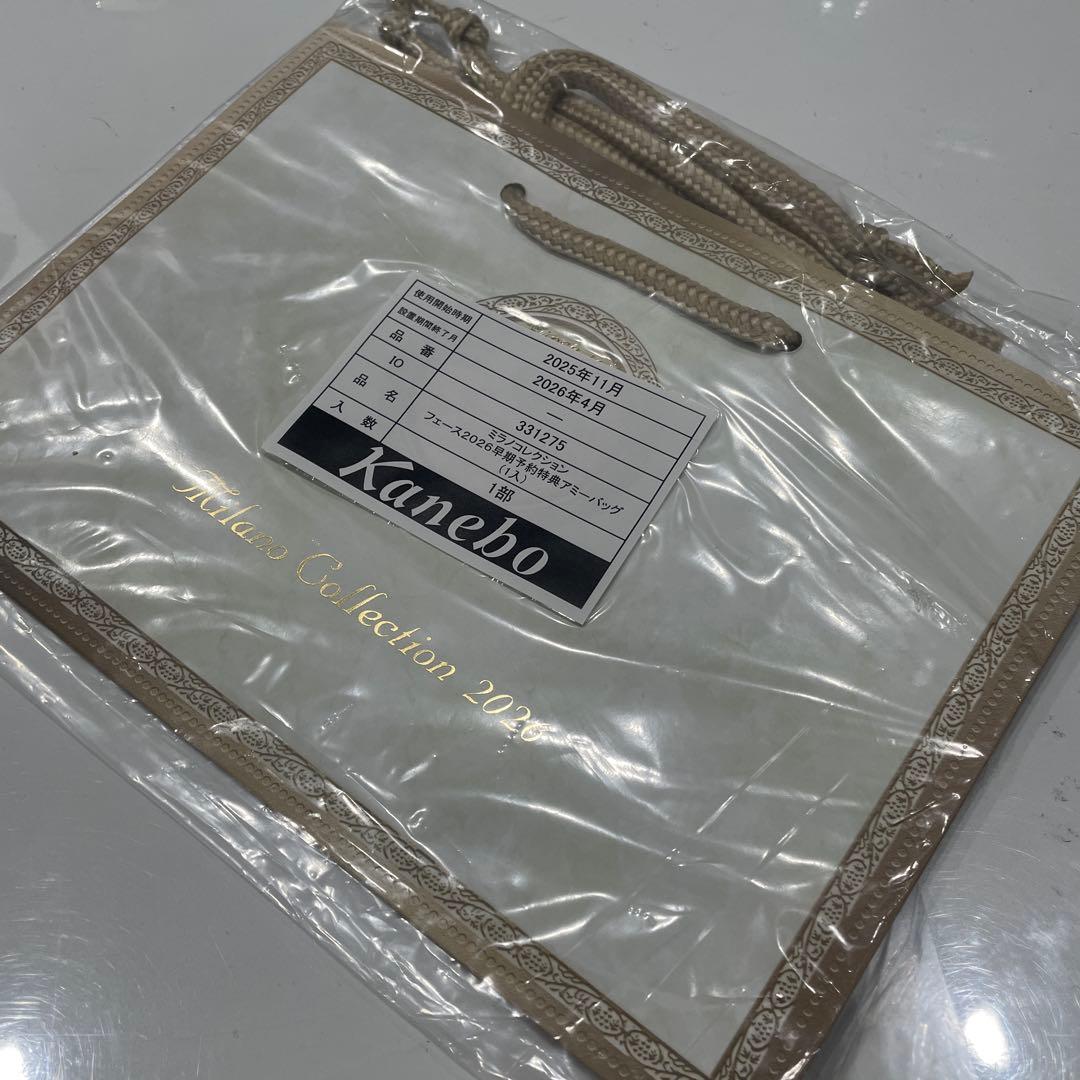 使用開始時期
2025年11月
設置期間終了月
2026年4月
品番
—
IO
331275
品名
ミラノコレクション
フェース2026早期予約特典アミーバッグ
(1入)
入数
1部
Kanebo
Milano Collection 2026